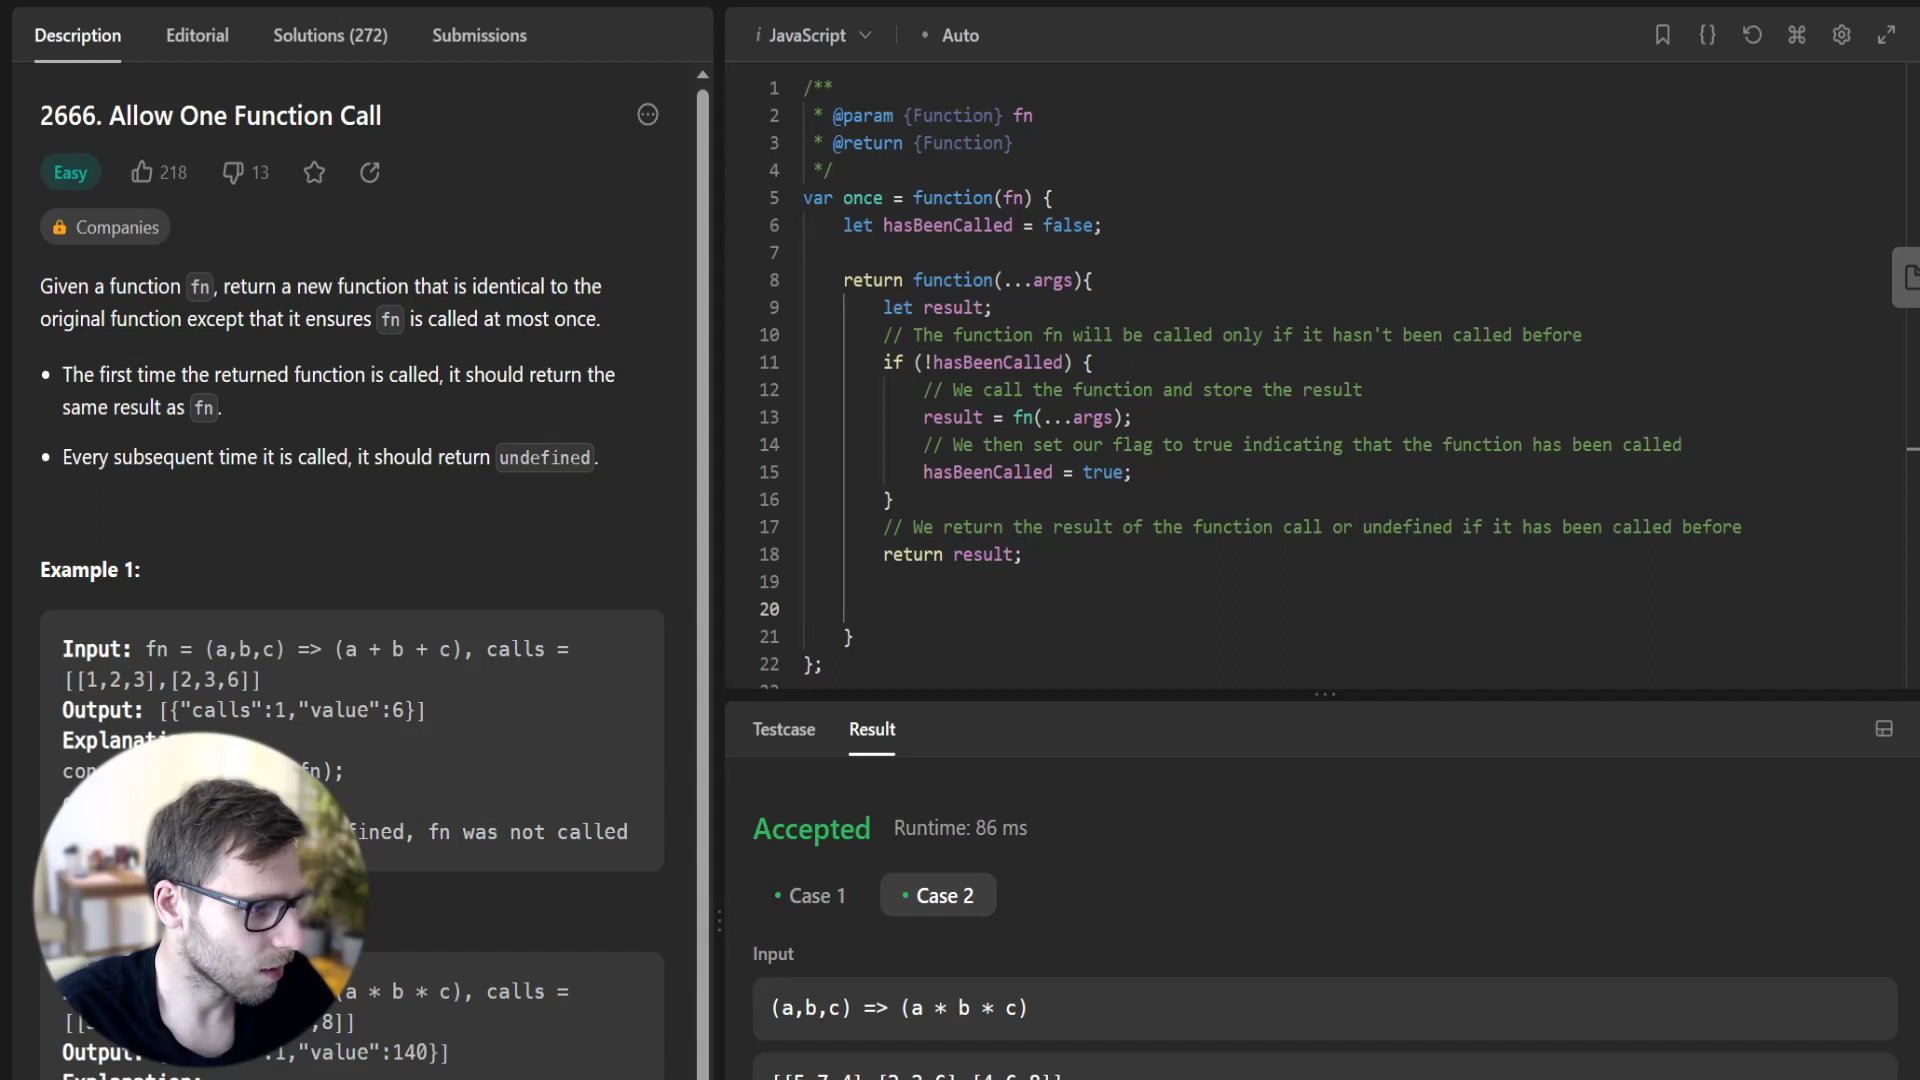 Description
Editorial
Solutions (272)
Submissions
2666. Allow One Function Call
Easy
218
13
Companies
Given a function fn, return a new function that is identical to the
original function except that it ensures fn is called at most once.
• The first time the returned function is called, it should return the
same result as fn.
• Every subsequent time it is called, it should return undefined.
Example 1:
Input: fn = (a,b,c) => (a + b + c), calls =
[[1,2,3],[2,3,6]]
Output: [{"calls":1,"value":6}]
fn);
fn was not called
a * b * c), calls =
,8]]
"value":140}]
i JavaScript
• Auto
1 /**
2 * @param {Function} fn
3 * @return {Function}
4 */
5 var once = function(fn) {
6 let hasBeenCalled = false;
7
8 return function(...args){
9 let result;
10 // The function fn will be called only if it hasn't been called before
11 if (!hasBeenCalled) {
12 // We call the function and store the result
13 result = fn(...args);
14 // We then set our flag to true indicating that the function has been called
15 hasBeenCalled = true;
16 }
17 // We return the result of the function call or undefined if it has been called before
18 return result;
19
20
21 }
22 };
Testcase
Result
Accepted
Runtime: 86 ms
• Case 1
• Case 2
Input
(a,b,c) => (a * b * c)